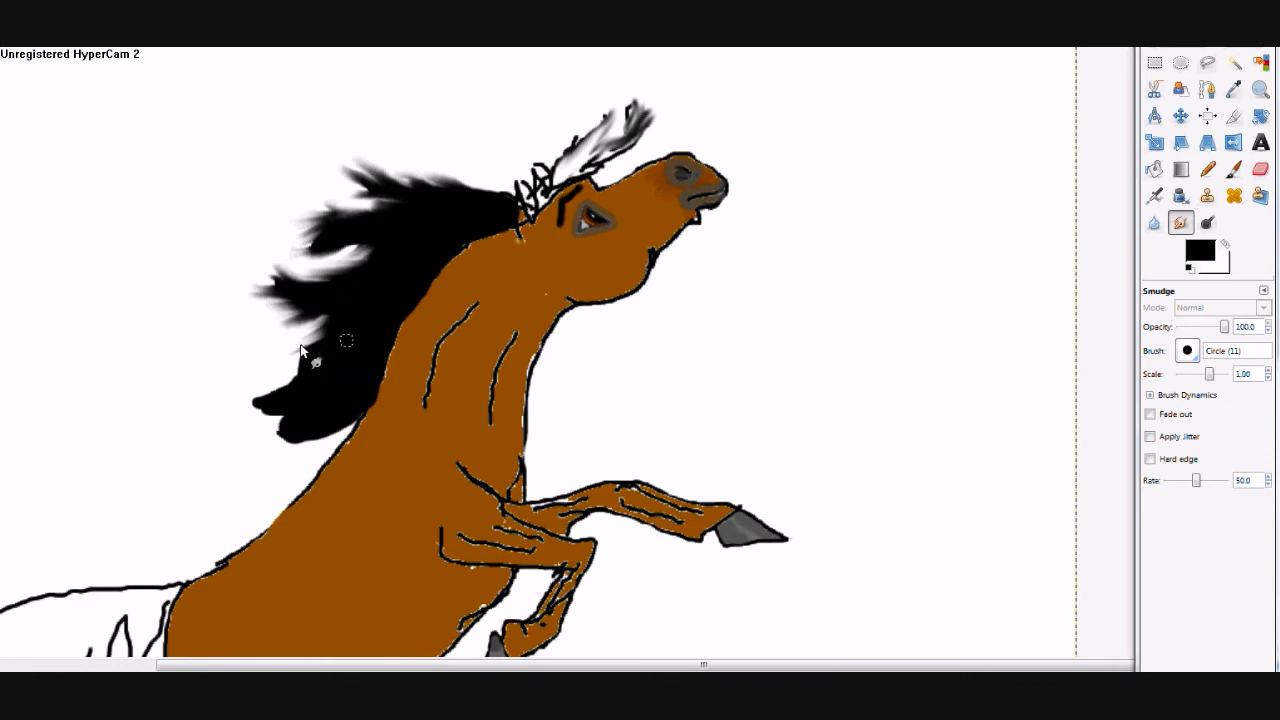 Unregistered HyperCam 2
Smudge
Mode: Normal
Opacity: 100.0
Brush: Circle (11)
Scale: 1.00
Brush Dynamics
Fade out
Apply Jitter
Hard edge
Rate: 50.0